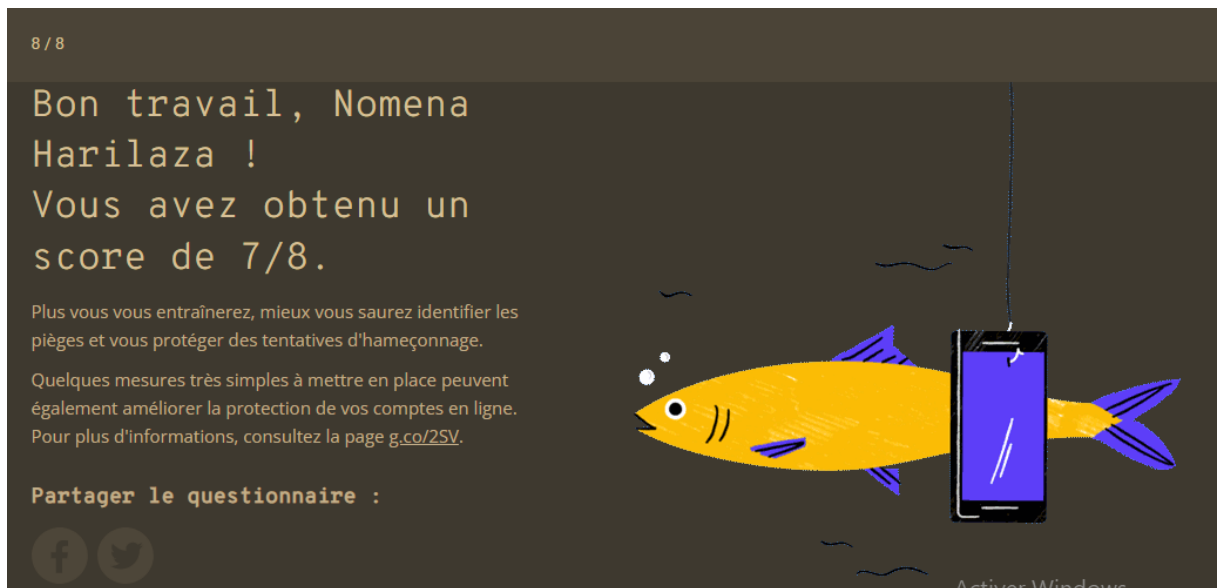 8/8
Bon travail, Nomena
Harilaza !
Vous avez obtenu un
score de 7/8.
Plus vous vous entraînerez, mieux vous saurez identifier les
pièges et vous protéger des tentatives d'hameçonnage.
Quelques mesures très simples à mettre en place peuvent
également améliorer la protection de vos comptes en ligne.
Pour plus d'informations, consultez la page g.co/2SV.
Partager le questionnaire :
Activer Windows